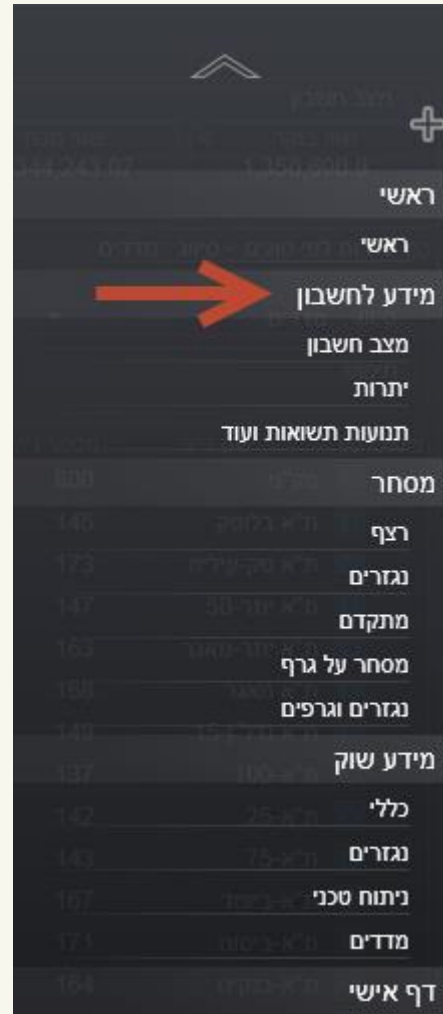 ראשי
ראשי
מידע לחשבון
מצב חשבון
יתרות
תנועות תשואות ועוד
מסחר
רצף
נגזרים
מתקדם
מסחר על גרף
נגזרים וגרפים
מידע שוק
כללי
נגזרים
ניתוח טכני
מדדים
דף אישי